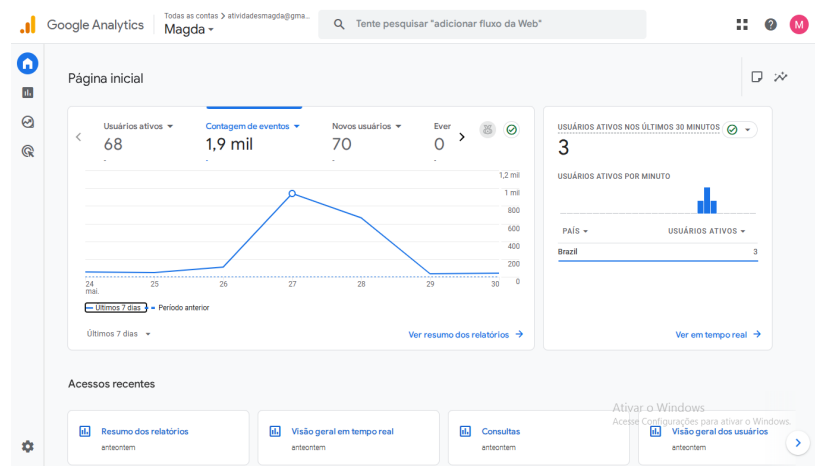 Google Analytics
Todas as contas > atividadesmagda@gma...
Magda
Tente pesquisar "adicionar fluxo da Web"
M
Página inicial
Usuários ativos
68
-
Contagem de eventos
1,9 mil
-
Novos usuários
70
-
Ever
0
-
1,2 mil
1 mil
800
600
400
200
0
24
mai.
25
26
27
28
29
30
Últimos 7 dias
Período anterior
Últimos 7 dias
Ver resumo dos relatórios
USUÁRIOS ATIVOS NOS ÚLTIMOS 30 MINUTOS
3
USUÁRIOS ATIVOS POR MINUTO
PAÍS
USUÁRIOS ATIVOS
Brazil
3
Ver em tempo real
Acessos recentes
Resumo dos relatórios
anteontem
Visão geral em tempo real
anteontem
Consultas
anteontem
Visão geral dos usuários
anteontem
Ativar o Windows
Acesse Configurações para ativar o Windows.